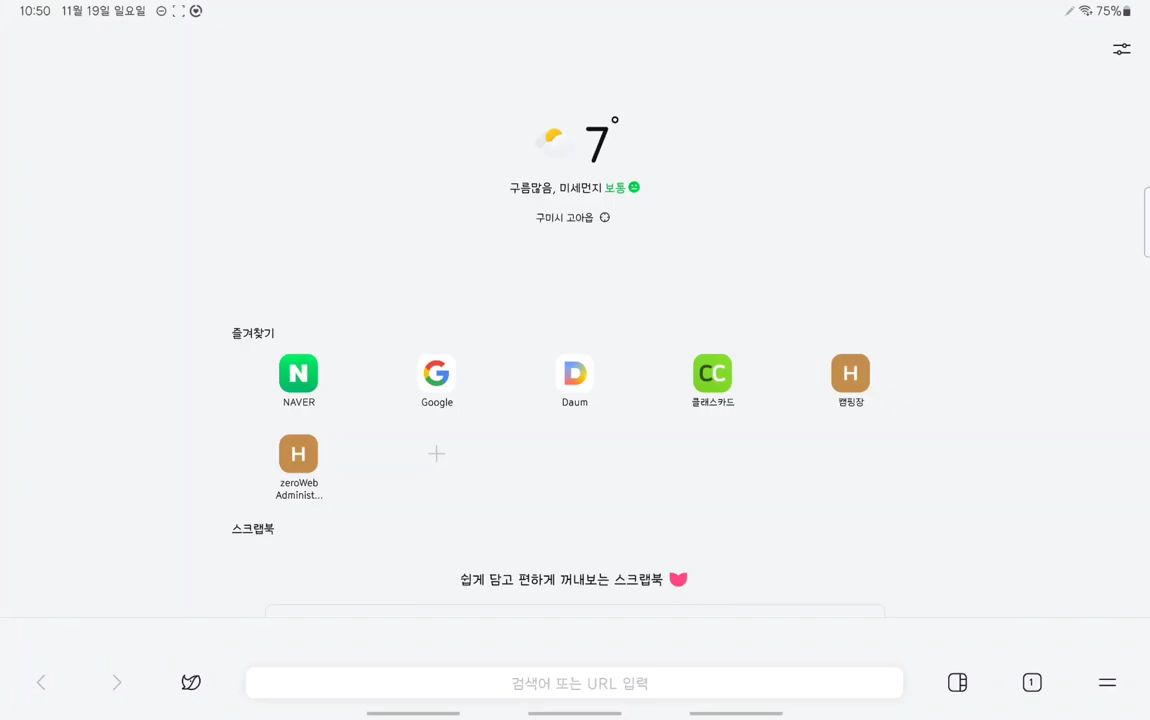 10:50 11월 19일 일요일
75%
7°
구름많음, 미세먼지 보통
구미시 고아읍
즐겨찾기
N
G
D
CC
H
NAVER
Google
Daum
클래스카드
캠핑장
H
zeroWeb
Administ...
스크랩북
쉽게 담고 편하게 꺼내보는 스크랩북
검색어 또는 URL 입력
1